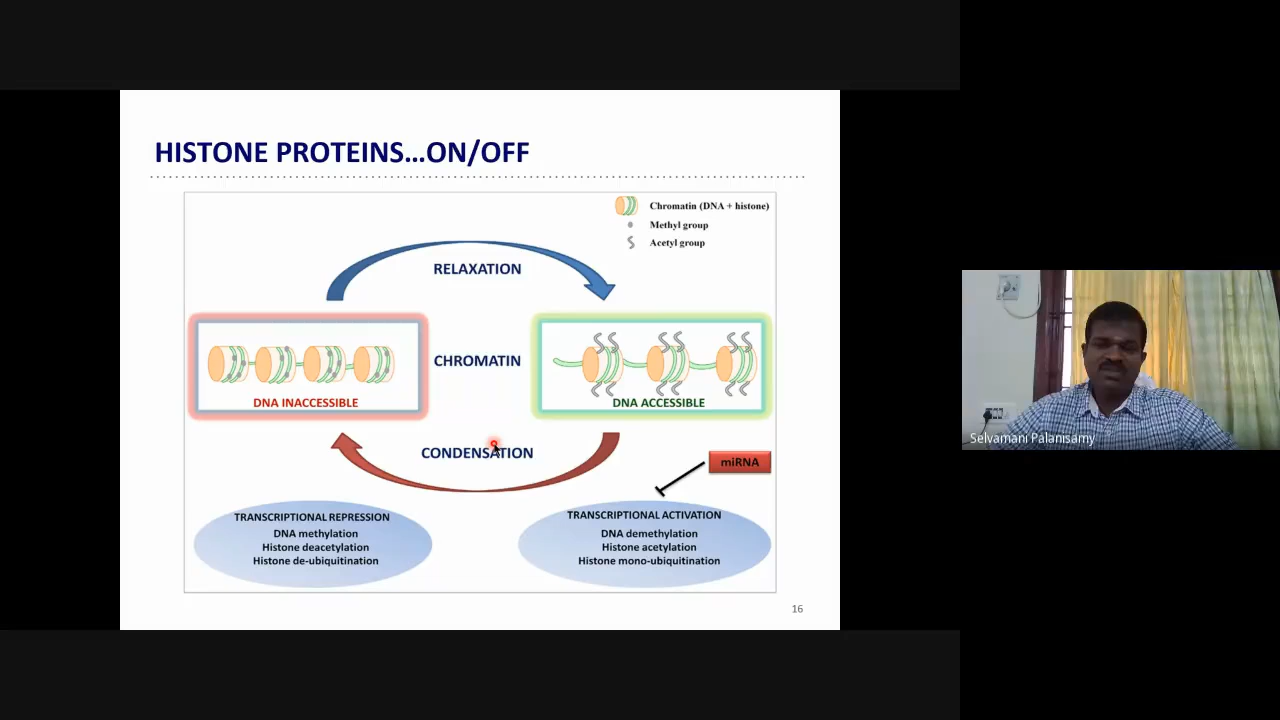 HISTONE PROTEINS...ON/OFF
Chromatin (DNA + histone)
Methyl group
Acetyl group
RELAXATION
CHROMATIN
DNA INACCESSIBLE
DNA ACCESSIBLE
CONDENSATION
miRNA
TRANSCRIPTIONAL REPRESSION
DNA methylation
Histone deacetylation
Histone de-ubiquitination
TRANSCRIPTIONAL ACTIVATION
DNA demethylation
Histone acetylation
Histone mono-ubiquitination
16
Selvamani Palanisamy